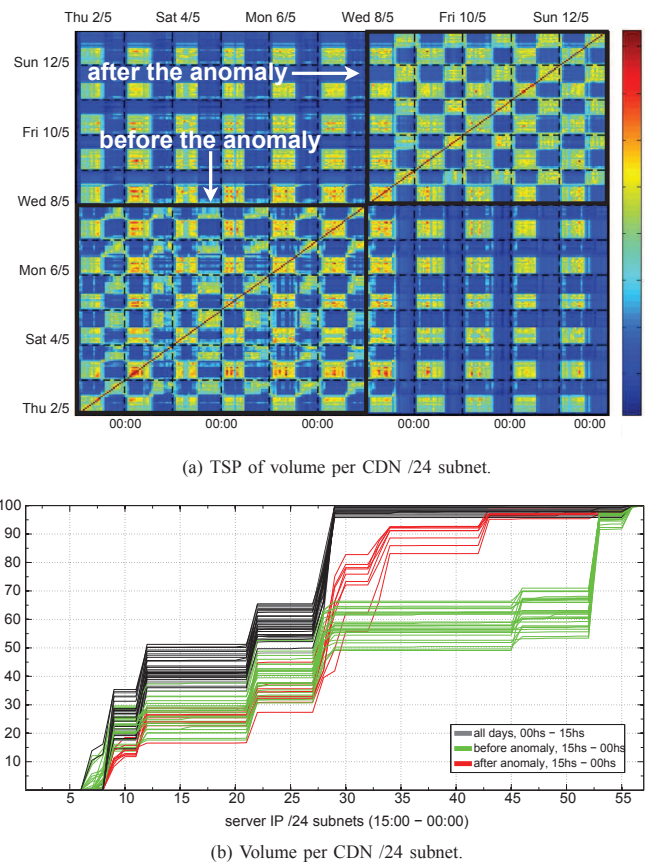 Thu 2/5 Sat 4/5 Mon 6/5 Wed 8/5 Fri 10/5 Sun 12/5
Sun 12/5
after the anomaly
Fri 10/5
before the anomaly
Wed 8/5
Mon 6/5
Sat 4/5
Thu 2/5
00:00 00:00 00:00 00:00 00:00 00:00
(a) TSP of volume per CDN /24 subnet.
100
90
80
70
60
50
40
30
20
10
all days, 00hs − 15hs
before anomaly, 15hs − 00hs
after anomaly, 15hs − 00hs
5 10 15 20 25 30 35 40 45 50 55
server IP /24 subnets (15:00 − 00:00)
(b) Volume per CDN /24 subnet.